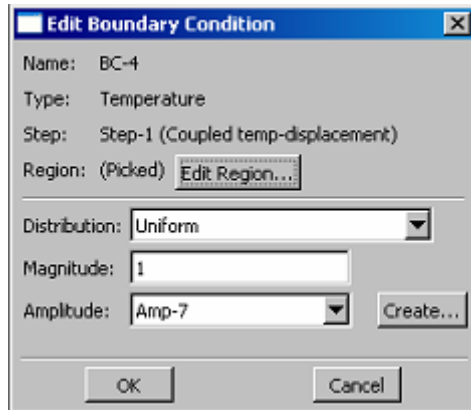 Edit Boundary Condition
Name: BC-4
Type: Temperature
Step: Step-1 (Coupled temp-displacement)
Region: (Picked) Edit Region...
Distribution: Uniform
Magnitude: 1
Amplitude: Amp-7 Create...
OK Cancel